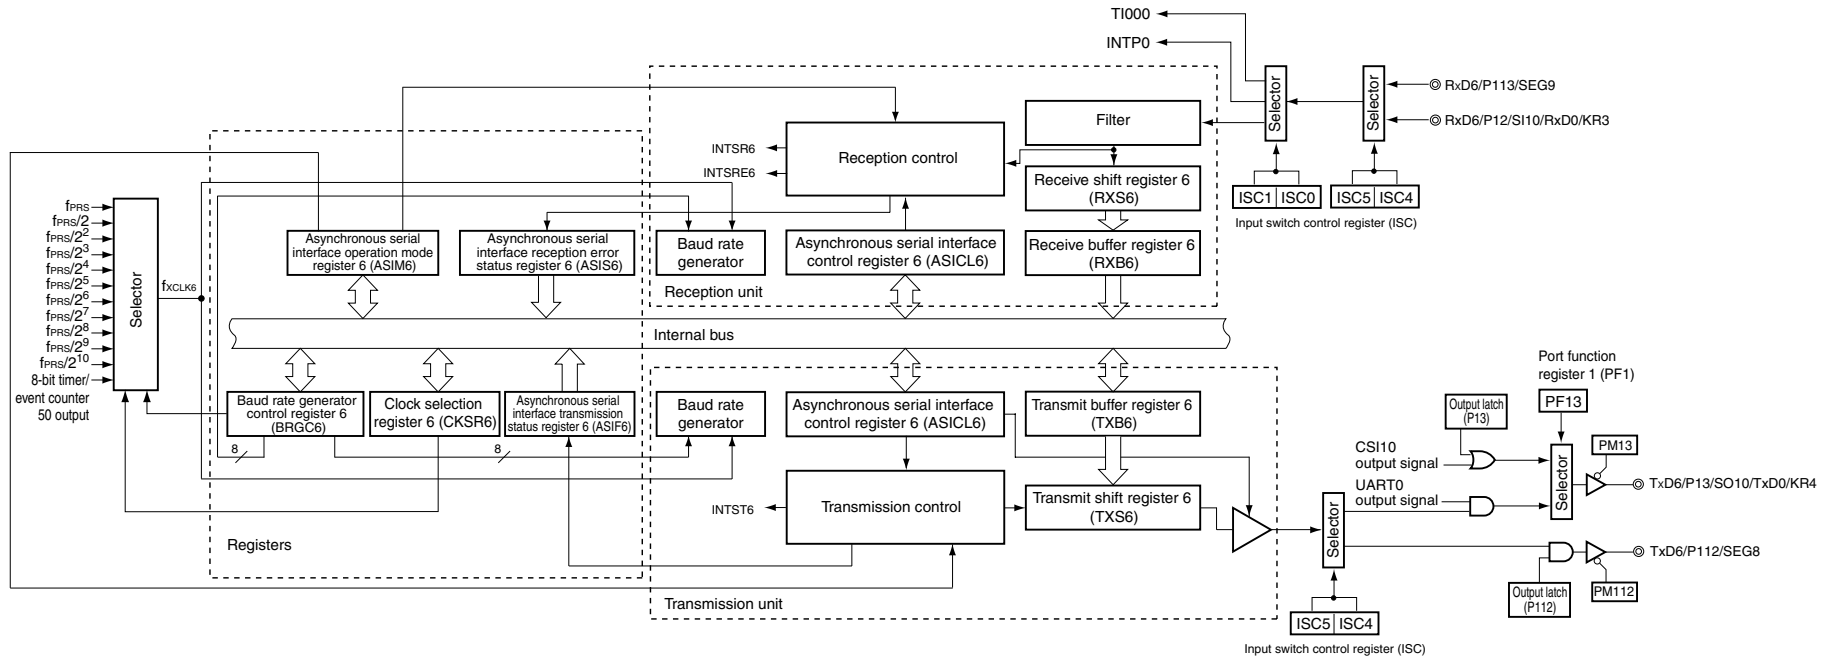 TI000
INTP0
Selector
Selector
RxD6/P113/SEG9
RxD6/P12/SI10/RxD0/KR3
ISC1 ISC0
ISC5 ISC4
Input switch control register (ISC)
Filter
INTSR6
INTSRE6
Reception control
Receive shift register 6
(RXS6)
fPRS
fPRS/2
fPRS/2²
fPRS/2³
fPRS/2⁴
fPRS/2⁵
fPRS/2⁶
fPRS/2⁷
fPRS/2⁸
fPRS/2⁹
fPRS/2¹⁰
8-bit timer/
event counter
50 output
Selector
fXCLK6
Asynchronous serial
interface operation mode
register 6 (ASIM6)
Asynchronous serial
interface reception error
status register 6 (ASIS6)
Baud rate
generator
Asynchronous serial interface
control register 6 (ASICL6)
Receive buffer register 6
(RXB6)
Reception unit
Internal bus
Baud rate generator
control register 6
(BRGC6)
Clock selection
register 6 (CKSR6)
Asynchronous serial
interface transmission
status register 6 (ASIF6)
Baud rate
generator
Asynchronous serial interface
control register 6 (ASICL6)
Transmit buffer register 6
(TXB6)
8
8
INTST6
Transmission control
Transmit shift register 6
(TXS6)
Registers
Transmission unit
Selector
ISC5 ISC4
Input switch control register (ISC)
Port function
register 1 (PF1)
PF13
Output latch
(P13)
CSI10
output signal
UART0
output signal
Selector
PM13
TxD6/P13/SO10/TxD0/KR4
TxD6/P112/SEG8
Output latch
(P112)
PM112